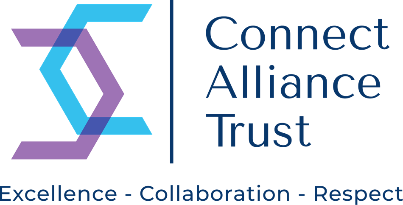 Connect
Alliance
Trust
Excellence - Collaboration - Respect